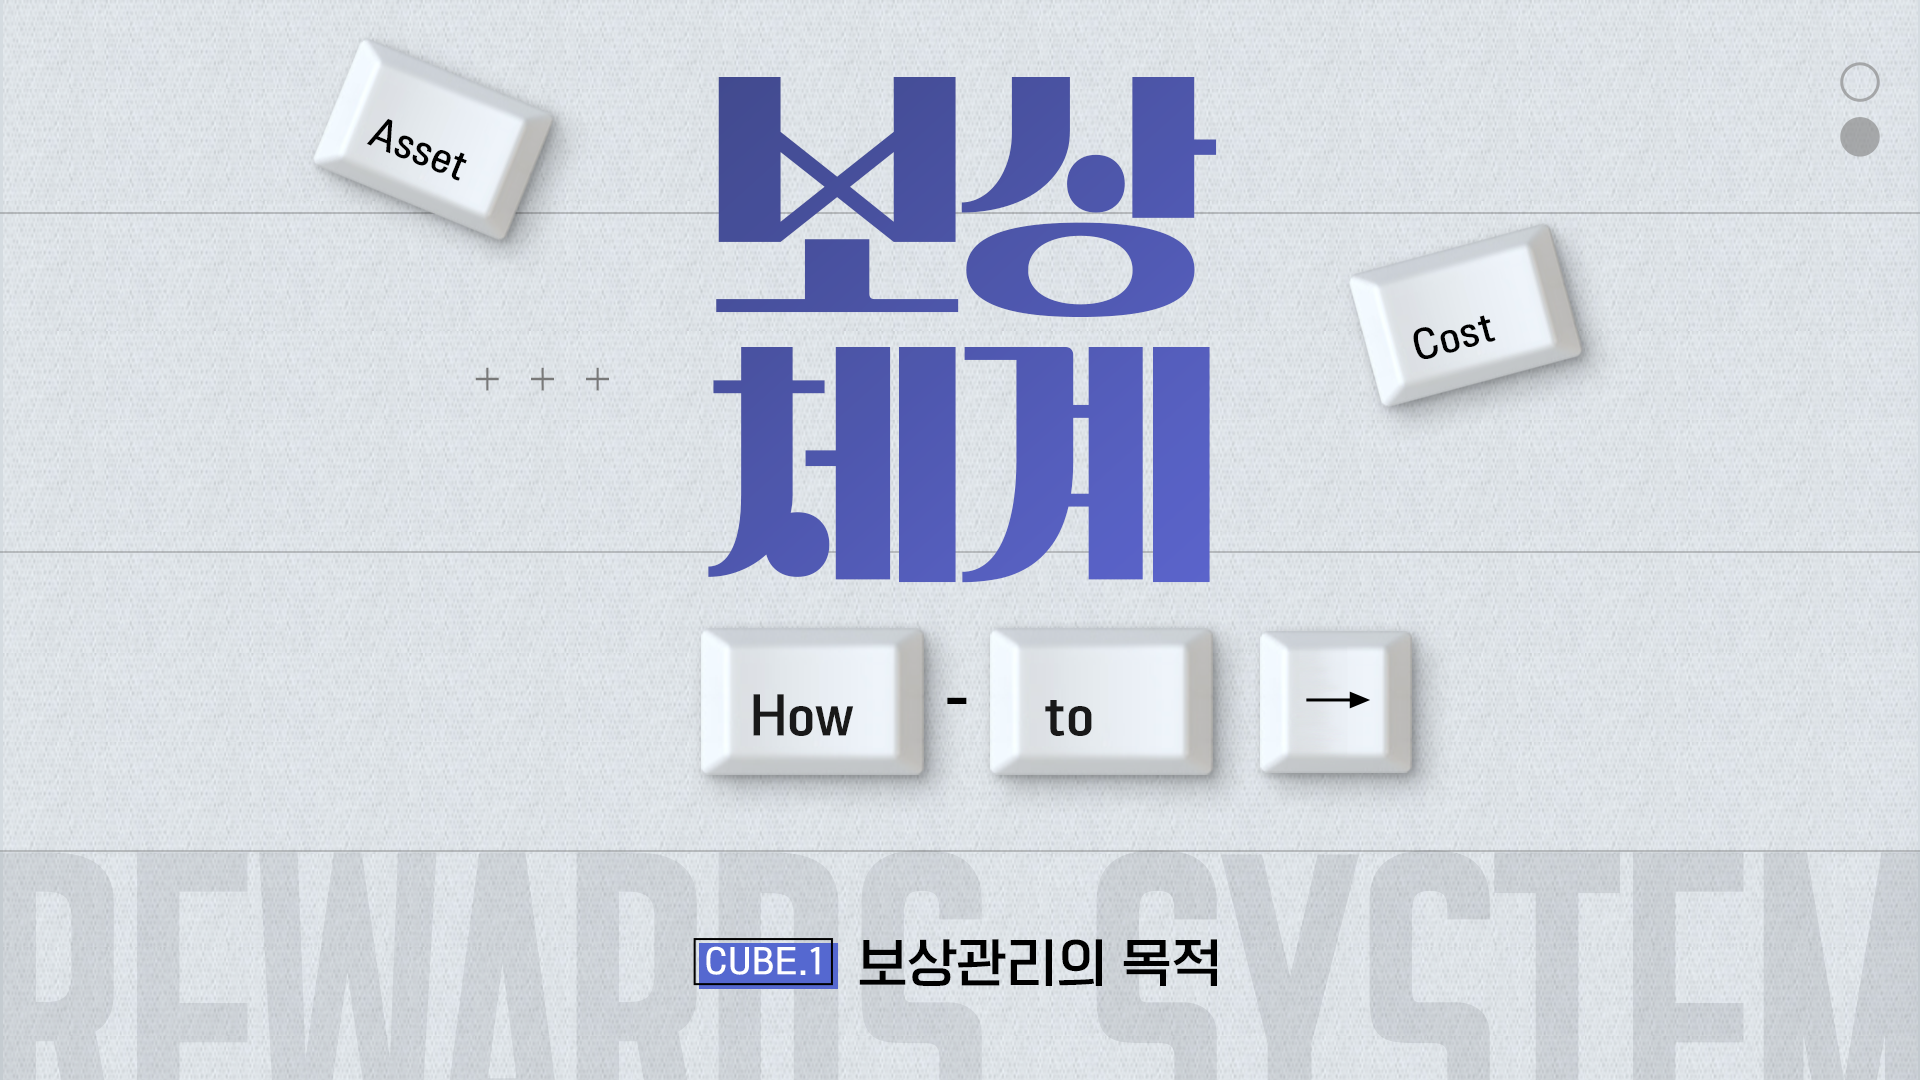 Asset
보상
체계
Cost
+ + +
How - to →
CUBE.1 보상관리의 목적
REWARDS SYSTEM